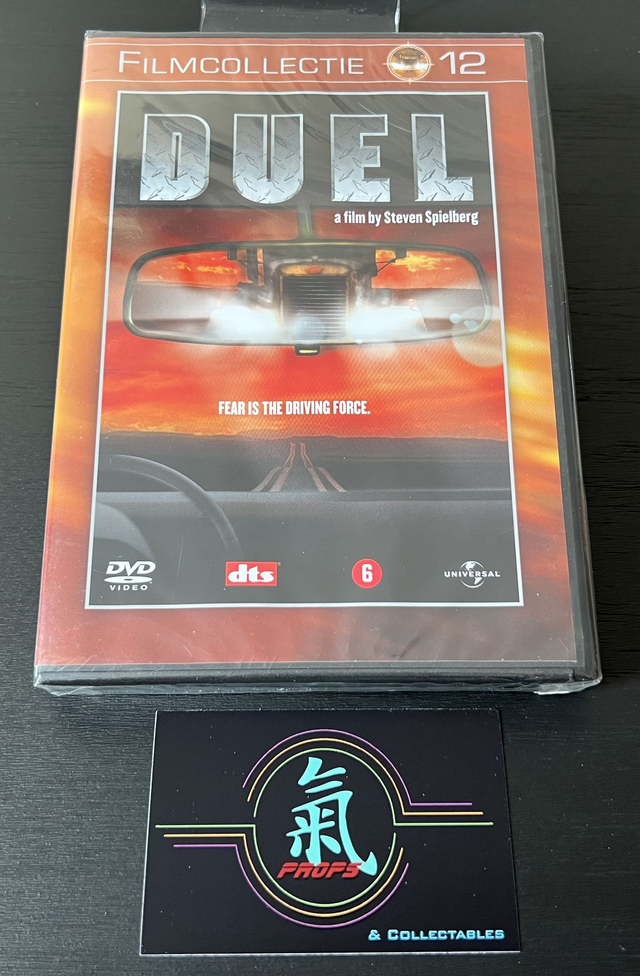 FILMCOLLECTIE 12
DUEL
a film by Steven Spielberg
FEAR IS THE DRIVING FORCE.
DVD VIDEO
dts
6
UNIVERSAL
氣
PROPS
& COLLECTABLES